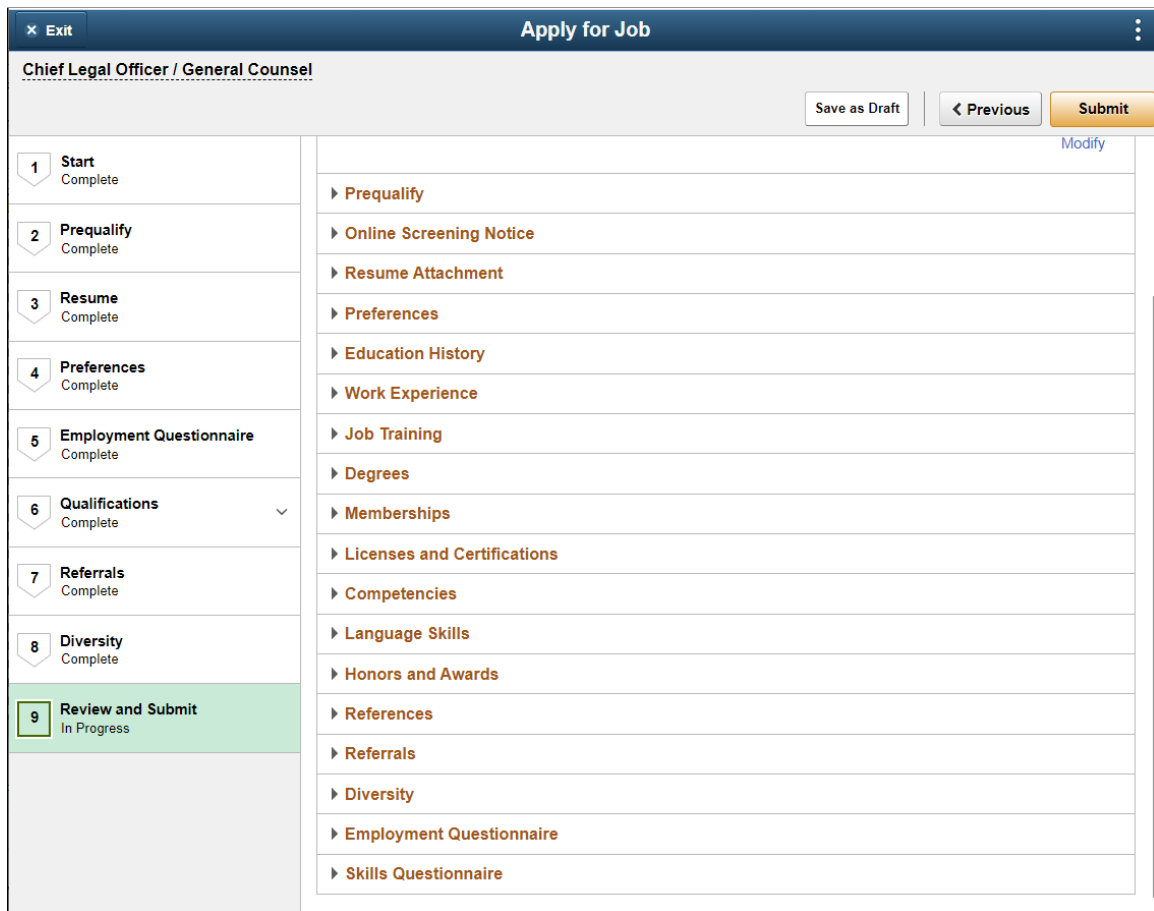 × Exit
Apply for Job
Chief Legal Officer / General Counsel
Save as Draft
Previous
Submit
1
Start
Complete
2
Prequalify
Complete
3
Resume
Complete
4
Preferences
Complete
5
Employment Questionnaire
Complete
6
Qualifications
Complete
7
Referrals
Complete
8
Diversity
Complete
9
Review and Submit
In Progress
Modify
Prequalify
Online Screening Notice
Resume Attachment
Preferences
Education History
Work Experience
Job Training
Degrees
Memberships
Licenses and Certifications
Competencies
Language Skills
Honors and Awards
References
Referrals
Diversity
Employment Questionnaire
Skills Questionnaire